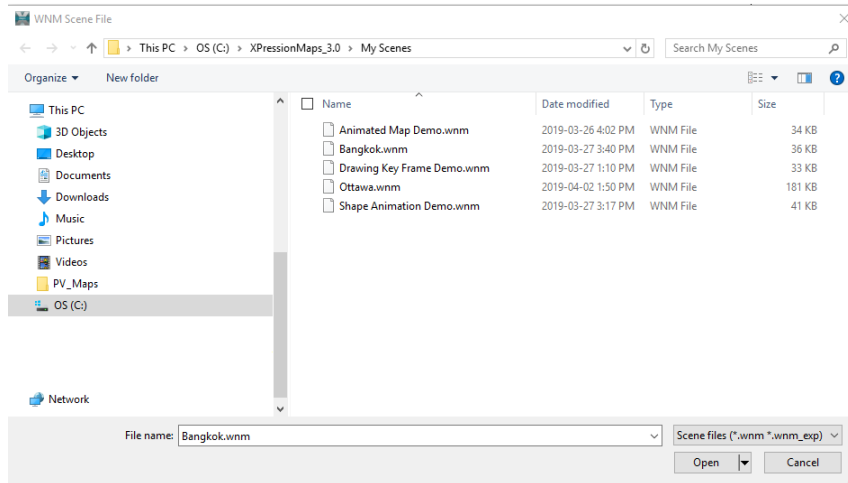 WNM Scene File
This PC > OS (C:) > XPressionMaps_3.0 > My Scenes
Search My Scenes
Organize
New folder
This PC
3D Objects
Desktop
Documents
Downloads
Music
Pictures
Videos
PV_Maps
OS (C:)
Network
Name Date modified Type Size
Animated Map Demo.wnm 2019-03-26 4:02 PM WNM File 34 KB
Bangkok.wnm 2019-03-27 3:40 PM WNM File 36 KB
Drawing Key Frame Demo.wnm 2019-03-27 1:10 PM WNM File 33 KB
Ottawa.wnm 2019-04-02 1:50 PM WNM File 181 KB
Shape Animation Demo.wnm 2019-03-27 3:17 PM WNM File 41 KB
File name: Bangkok.wnm
Scene files (*.wnm *.wnm_exp)
Open
Cancel